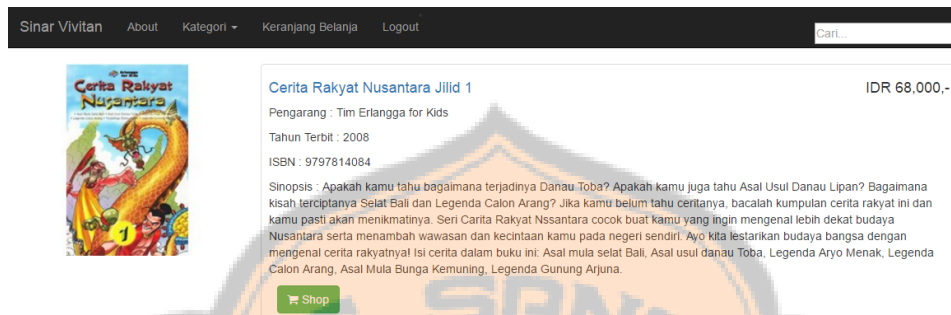 Sinar Vivitan About Kategori Keranjang Belanja Logout Cari...
Cerita Rakyat
Nusantara
1
Cerita Rakyat Nusantara Jilid 1 IDR 68,000,-
Pengarang : Tim Erlangga for Kids
Tahun Terbit : 2008
ISBN : 9797814084
Sinopsis : Apakah kamu tahu bagaimana terjadinya Danau Toba? Apakah kamu juga tahu Asal Usul Danau Lipan? Bagaimana
kisah terciptanya Selat Bali dan Legenda Calon Arang? Jika kamu belum tahu ceritanya, bacalah kumpulan cerita rakyat ini dan
kamu pasti akan menikmatinya. Seri Carita Rakyat Nssantara cocok buat kamu yang ingin mengenal lebih dekat budaya
Nusantara serta menambah wawasan dan kecintaan kamu pada negeri sendiri. Ayo kita lestarikan budaya bangsa dengan
mengenal cerita rakyatnya! Isi cerita dalam buku ini: Asal mula selat Bali, Asal usul danau Toba, Legenda Aryo Menak, Legenda
Calon Arang, Asal Mula Bunga Kemuning, Legenda Gunung Arjuna.
Shop